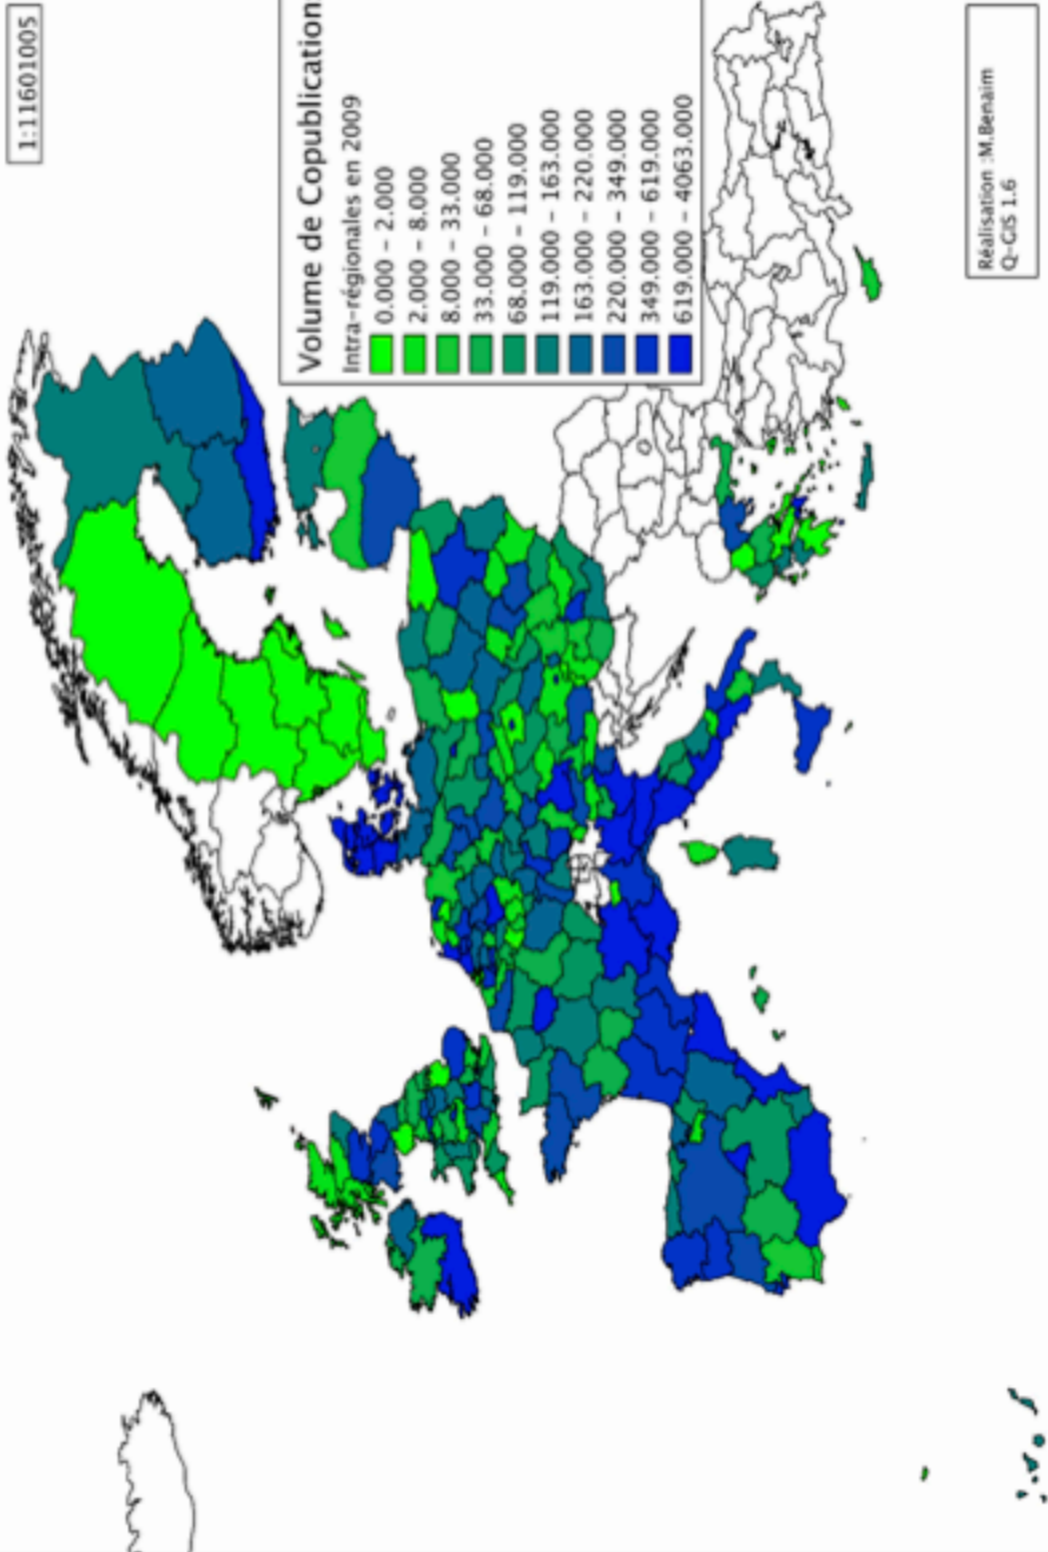 1:11601005
Volume de Copublication
Intra-régionales en 2009
0.000 - 2.000
2.000 - 8.000
8.000 - 33.000
33.000 - 68.000
68.000 - 119.000
119.000 - 163.000
163.000 - 220.000
220.000 - 349.000
349.000 - 619.000
619.000 - 4063.000
Réalisation :M.Benaim
Q-GIS 1.6